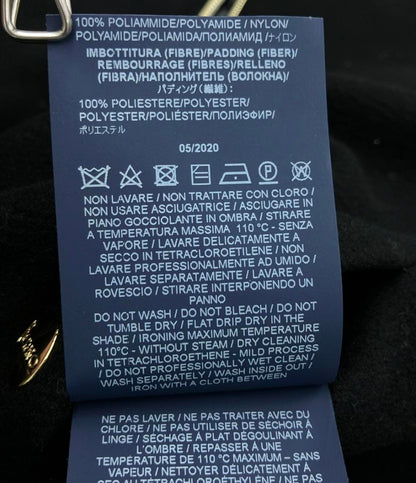 100% POLIAMMIDE/POLYAMIDE / NYLON/
POLYAMIDE/POLIAMIDA/ПОЛИАМИД /ナイロン
IMBOTTITURA (FIBRE)/PADDING (FIBER)/
REMBOURRAGE (FIBRES)/RELLENO
(FIBRA)/НАПОЛНИТЕЛЬ (ВОЛОКНА)/
パディング(繊維):
100% POLIESTERE/POLYESTER/
POLYESTER/POLIÉSTER/ПОЛИЭФИР/
ポリエステル
05/2020
P
W
NON LAVARE / NON TRATTARE CON CLORO /
NON USARE ASCIUGATRICE / ASCIUGARE IN
PIANO GOCCIOLANTE IN OMBRA / STIRARE
A TEMPERATURA MASSIMA 110 °C - SENZA
VAPORE / LAVARE DELICATAMENTE A
SECCO IN TETRACLOROETILENE / NON
LAVARE PROFESSIONALMENTE AD UMIDO /
LAVARE SEPARATAMENTE / LAVARE A
ROVESCIO / STIRARE INTERPONENDO UN
PANNO
DO NOT WASH / DO NOT BLEACH / DO NOT
TUMBLE DRY / FLAT DRIP DRY IN THE
SHADE / IRONING MAXIMUM TEMPERATURE
110°C - WITHOUT STEAM / DRY CLEANING
IN TETRACHLOROETHENE - MILD PROCESS
/ DO NOT PROFESSIONALLY WET CLEAN /
WASH SEPARATELY / WASH INSIDE OUT /
IRON WITH A CLOTH BETWEEN
NE PAS LAVER / NE PAS TRAITER AVEC DU
CHLORE / NE PAS UTILISER DE SÉCHOIR À
LINGE / SÉCHAGE À PLAT DÉGOULINANT À
L'OMBRE / REPASSER À UNE
TEMPÉRATURE DE 110 °C MAXIMUM – SANS
VAPEUR / NETTOYER DÉLICATEMENT
À SEC EN TETRACHLOROÉTHYLÈNE / NE